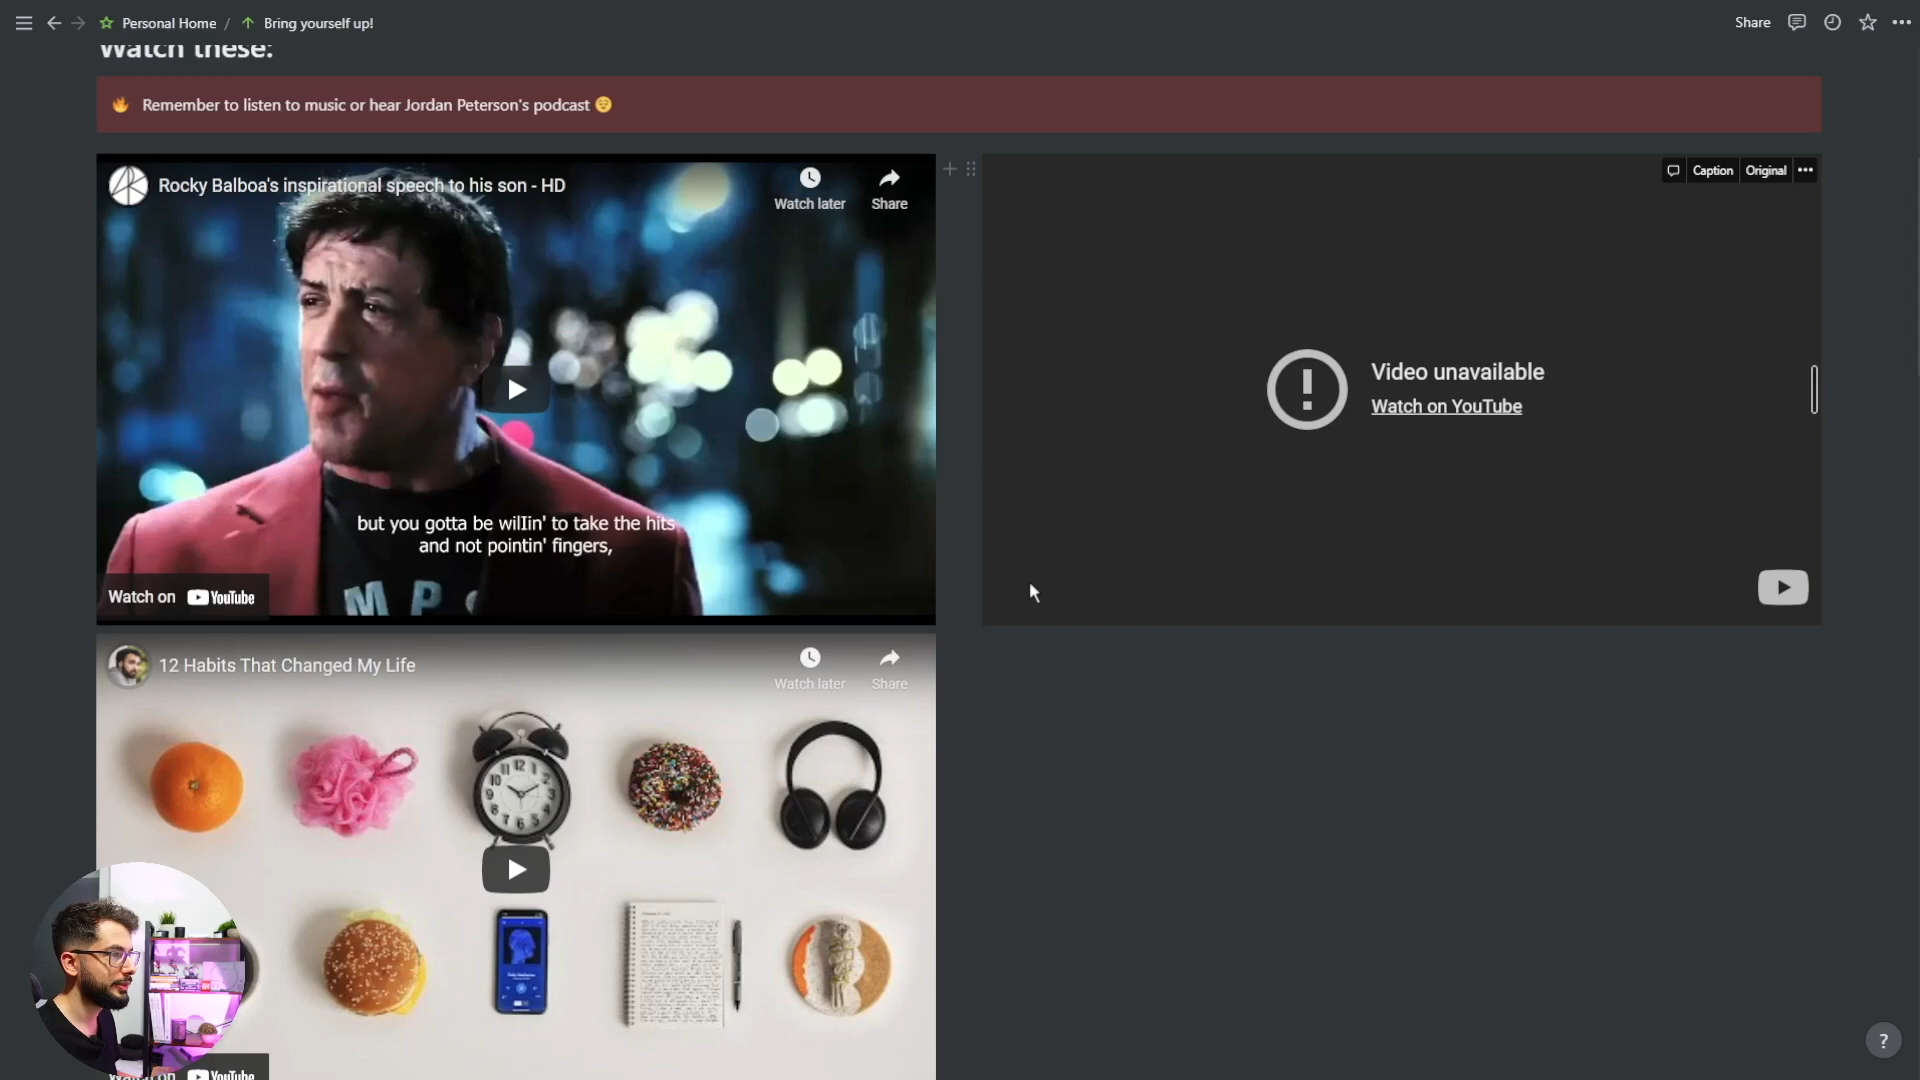 Personal Home / Bring yourself up!
Share
Watch these:
Remember to listen to music or hear Jordan Peterson's podcast
Rocky Balboa's inspirational speech to his son - HD
Watch later
Share
but you gotta be willin' to take the hits
and not pointin' fingers,
Watch on YouTube
Caption
Original
Video unavailable
Watch on YouTube
12 Habits That Changed My Life
Watch later
Share
Watch on YouTube
?